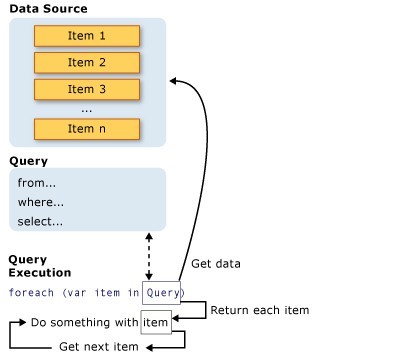 Data Source
Item 1
Item 2
Item 3
...
Item n
Query
from...
where...
select...
Get data
Query
Execution
foreach (var item in Query)
Return each item
Do something with item
Get next item